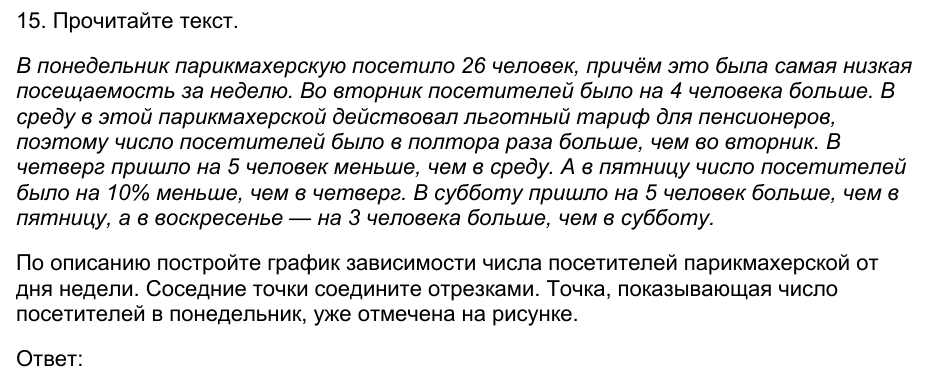 15. Прочитайте текст.
В понедельник парикмахерскую посетило 26 человек, причём это была самая низкая
посещаемость за неделю. Во вторник посетителей было на 4 человека больше. В
среду в этой парикмахерской действовал льготный тариф для пенсионеров,
поэтому число посетителей было в полтора раза больше, чем во вторник. В
четверг пришло на 5 человек меньше, чем в среду. А в пятницу число посетителей
было на 10% меньше, чем в четверг. В субботу пришло на 5 человек больше, чем в
пятницу, а в воскресенье — на 3 человека больше, чем в субботу.
По описанию постройте график зависимости числа посетителей парикмахерской от
дня недели. Соседние точки соедините отрезками. Точка, показывающая число
посетителей в понедельник, уже отмечена на рисунке.
Ответ: